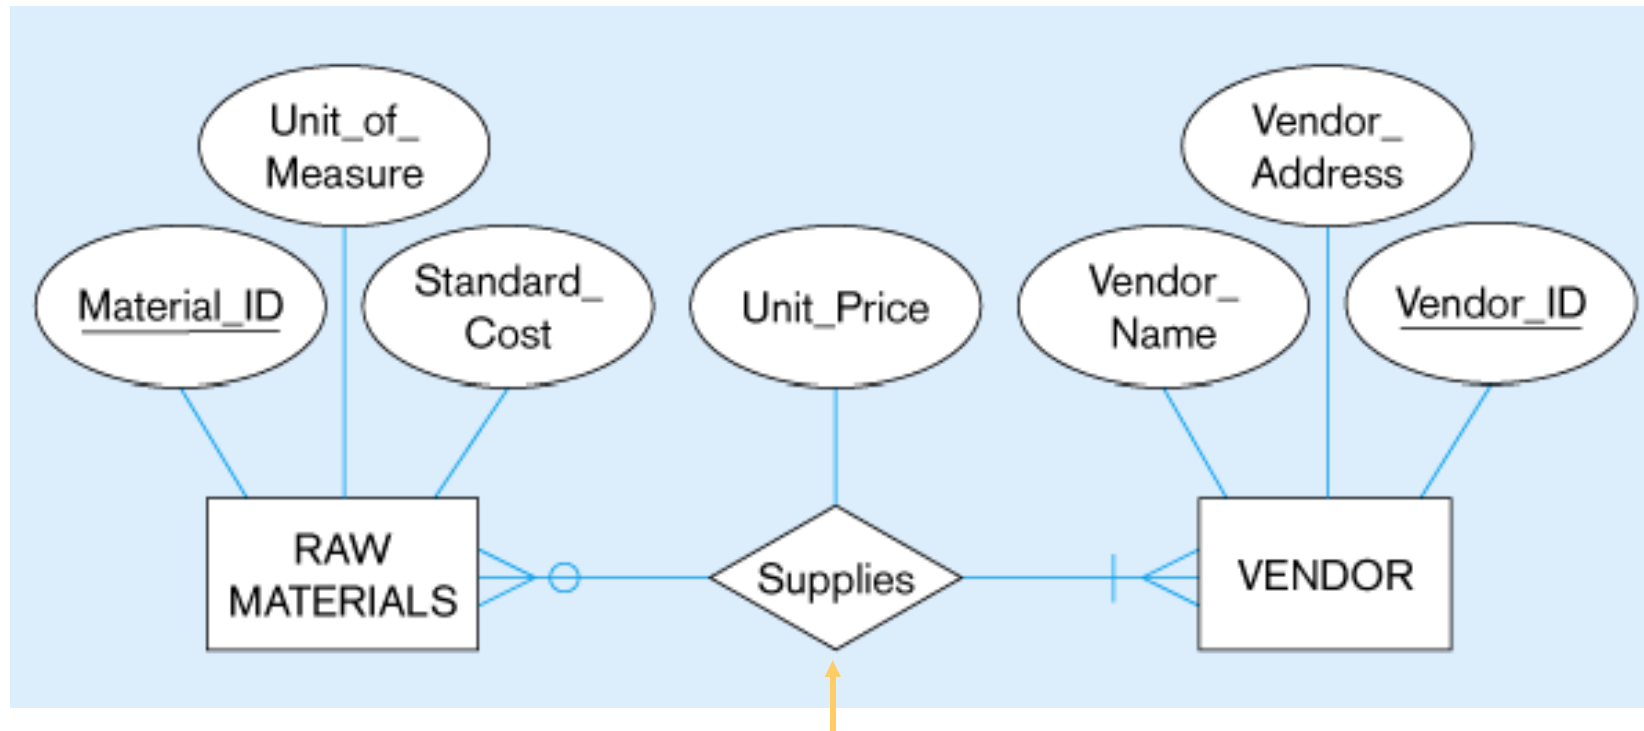 Unit_of_
Measure
Vendor_
Address
Material_ID
Standard_
Cost
Unit_Price
Vendor_
Name
Vendor_ID
RAW
MATERIALS
Supplies
VENDOR